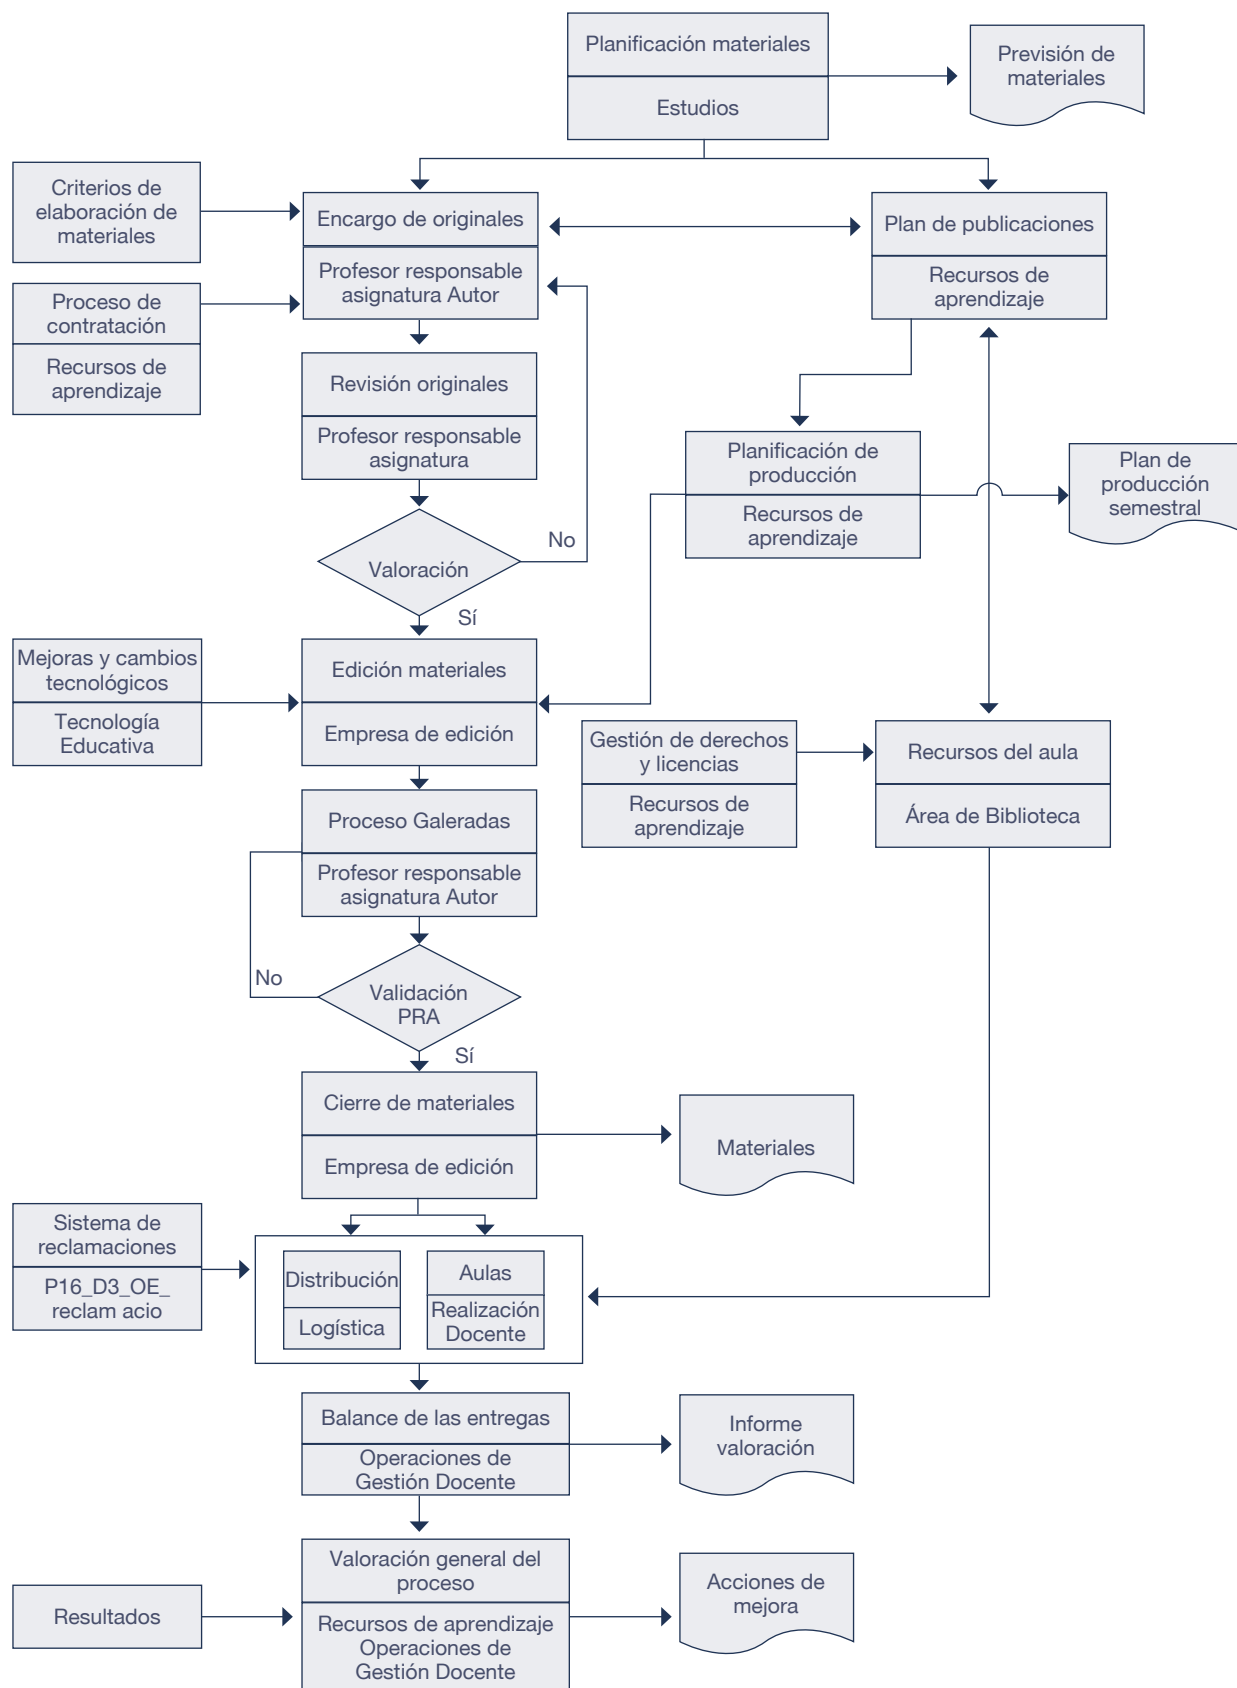 Planificación materiales
Estudios
Previsión de
materiales
Criterios de
elaboración de
materiales
Encargo de originales
Profesor responsable
asignatura Autor
Plan de publicaciones
Recursos de
aprendizaje
Proceso de
contratación
Recursos de
aprendizaje
Revisión originales
Profesor responsable
asignatura
Planificación de
producción
Recursos de
aprendizaje
Plan de
producción
semestral
Valoración
No
Sí
Mejoras y cambios
tecnológicos
Tecnología
Educativa
Edición materiales
Empresa de edición
Gestión de derechos
y licencias
Recursos de
aprendizaje
Recursos del aula
Área de Biblioteca
Proceso Galeradas
Profesor responsable
asignatura Autor
No
Validación
PRA
Sí
Cierre de materiales
Empresa de edición
Materiales
Sistema de
reclamaciones
P16_D3_OE_
reclam acio
Distribución
Logística
Aulas
Realización
Docente
Balance de las entregas
Operaciones de
Gestión Docente
Informe
valoración
Resultados
Valoración general del
proceso
Recursos de aprendizaje
Operaciones de
Gestión Docente
Acciones de
mejora